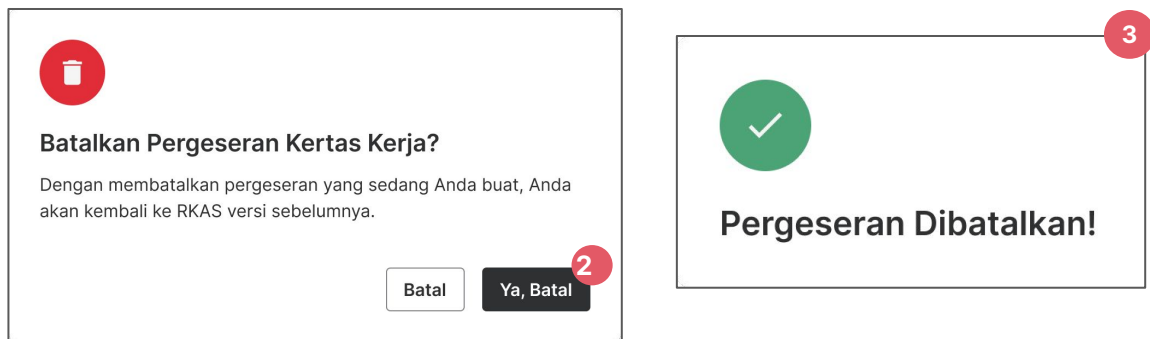 Batalkan Pergeseran Kertas Kerja?
Dengan membatalkan pergeseran yang sedang Anda buat, Anda
akan kembali ke RKAS versi sebelumnya.
Batal
Ya, Batal
2
3
Pergeseran Dibatalkan!